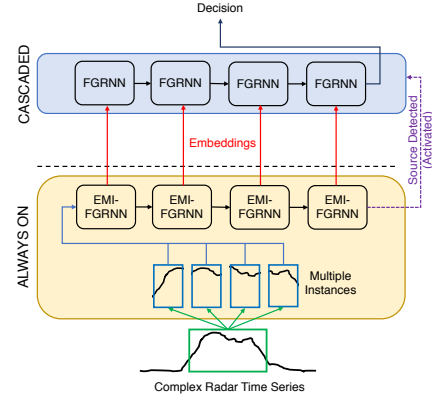 Decision
CASCADED
FGRNN
FGRNN
FGRNN
FGRNN
Embeddings
Source Detected
(Activated)
ALWAYS ON
EMI-
FGRNN
EMI-
FGRNN
EMI-
FGRNN
EMI-
FGRNN
Multiple
Instances
Complex Radar Time Series